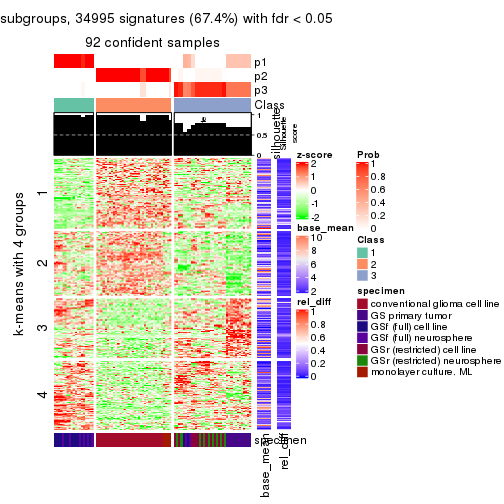 subgroups, 34995 signatures (67.4%) with fdr < 0.05
92 confident samples
p1
p2
p3
Class
1
0.5
0
silhouette
Silhouette
score
k-means with 4 groups
1
2
3
4
z-score
2
1
0
-1
-2
base_mean
10
8
6
4
2
rel_diff
1
0.8
0.6
0.4
0.2
0
Prob
1
0.8
0.6
0.4
0.2
0
Class
1
2
3
specimen
conventional glioma cell line
GS primary tumor
GSf (full) cell line
GSf (full) neurosphere
GSr (restricted) cell line
GSr (restricted) neurosphere
monolayer culture. ML
specimen
base_mean
rel_diff